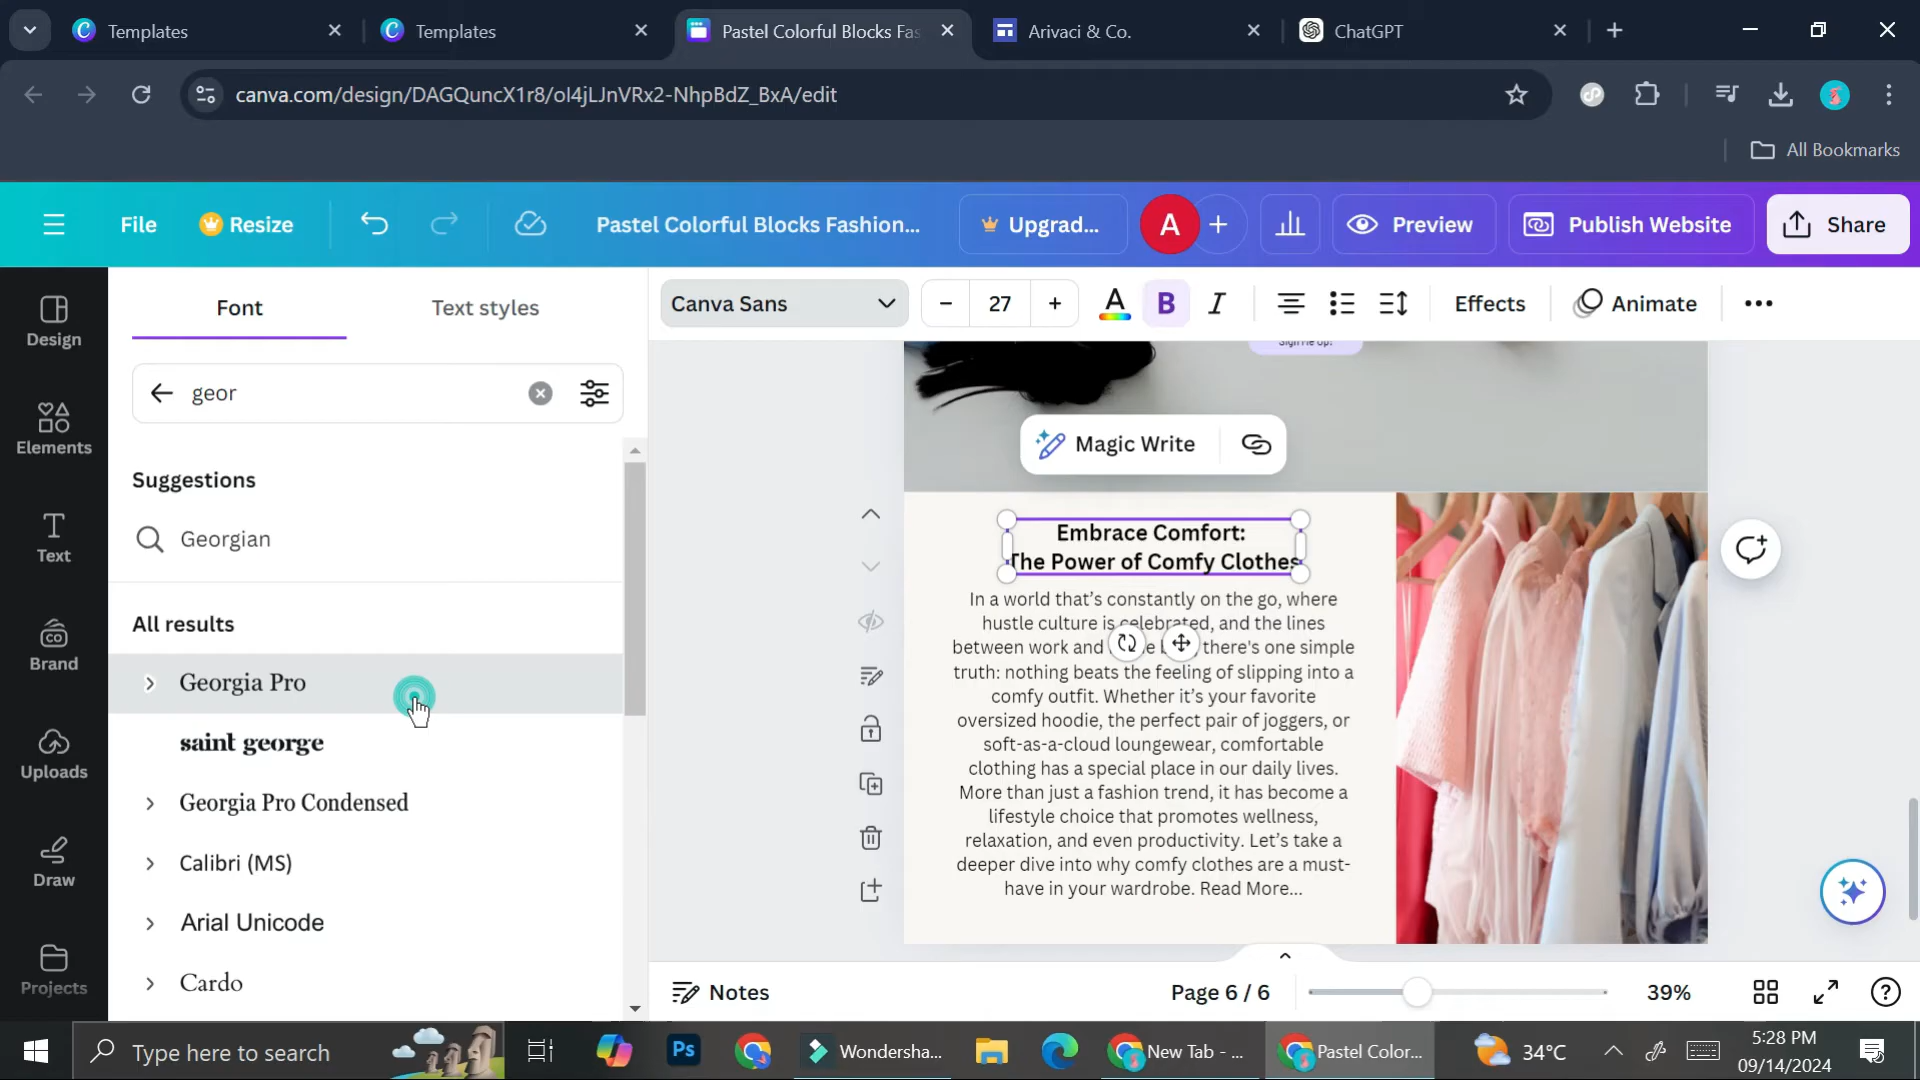 Templates
Templates
Pastel Colorful Blocks Fas
Arivaci & Co.
ChatGPT
canva.com/design/DAGQuncX1r8/oI4jLJnVRx2-NhpBdZ_BxA/edit
All Bookmarks
File
Resize
Pastel Colorful Blocks Fashion...
Upgrad...
A
Preview
Publish Website
Share
Design
Elements
Text
Brand
Uploads
Draw
Projects
Font
Text styles
geor
Suggestions
Georgian
All results
Georgia Pro
saint george
Georgia Pro Condensed
Calibri (MS)
Arial Unicode
Cardo
Canva Sans
27
A
B
I
Effects
Animate
Sign Me Up!
Magic Write
Embrace Comfort:
The Power of Comfy Clothes
In a world that's constantly on the go, where
hustle culture is celebrated, and the lines
between work and there's one simple
truth: nothing beats the feeling of slipping into a
comfy outfit. Whether it's your favorite
oversized hoodie, the perfect pair of joggers, or
soft-as-a-cloud loungewear, comfortable
clothing has a special place in our daily lives.
More than just a fashion trend, it has become a
lifestyle choice that promotes wellness,
relaxation, and even productivity. Let's take a
deeper dive into why comfy clothes are a must-
have in your wardrobe. Read More...
Notes
Page 6 / 6
39%
Type here to search
Ps
Wondersha...
New Tab - ...
Pastel Color...
34°C
5:28 PM
09/14/2024